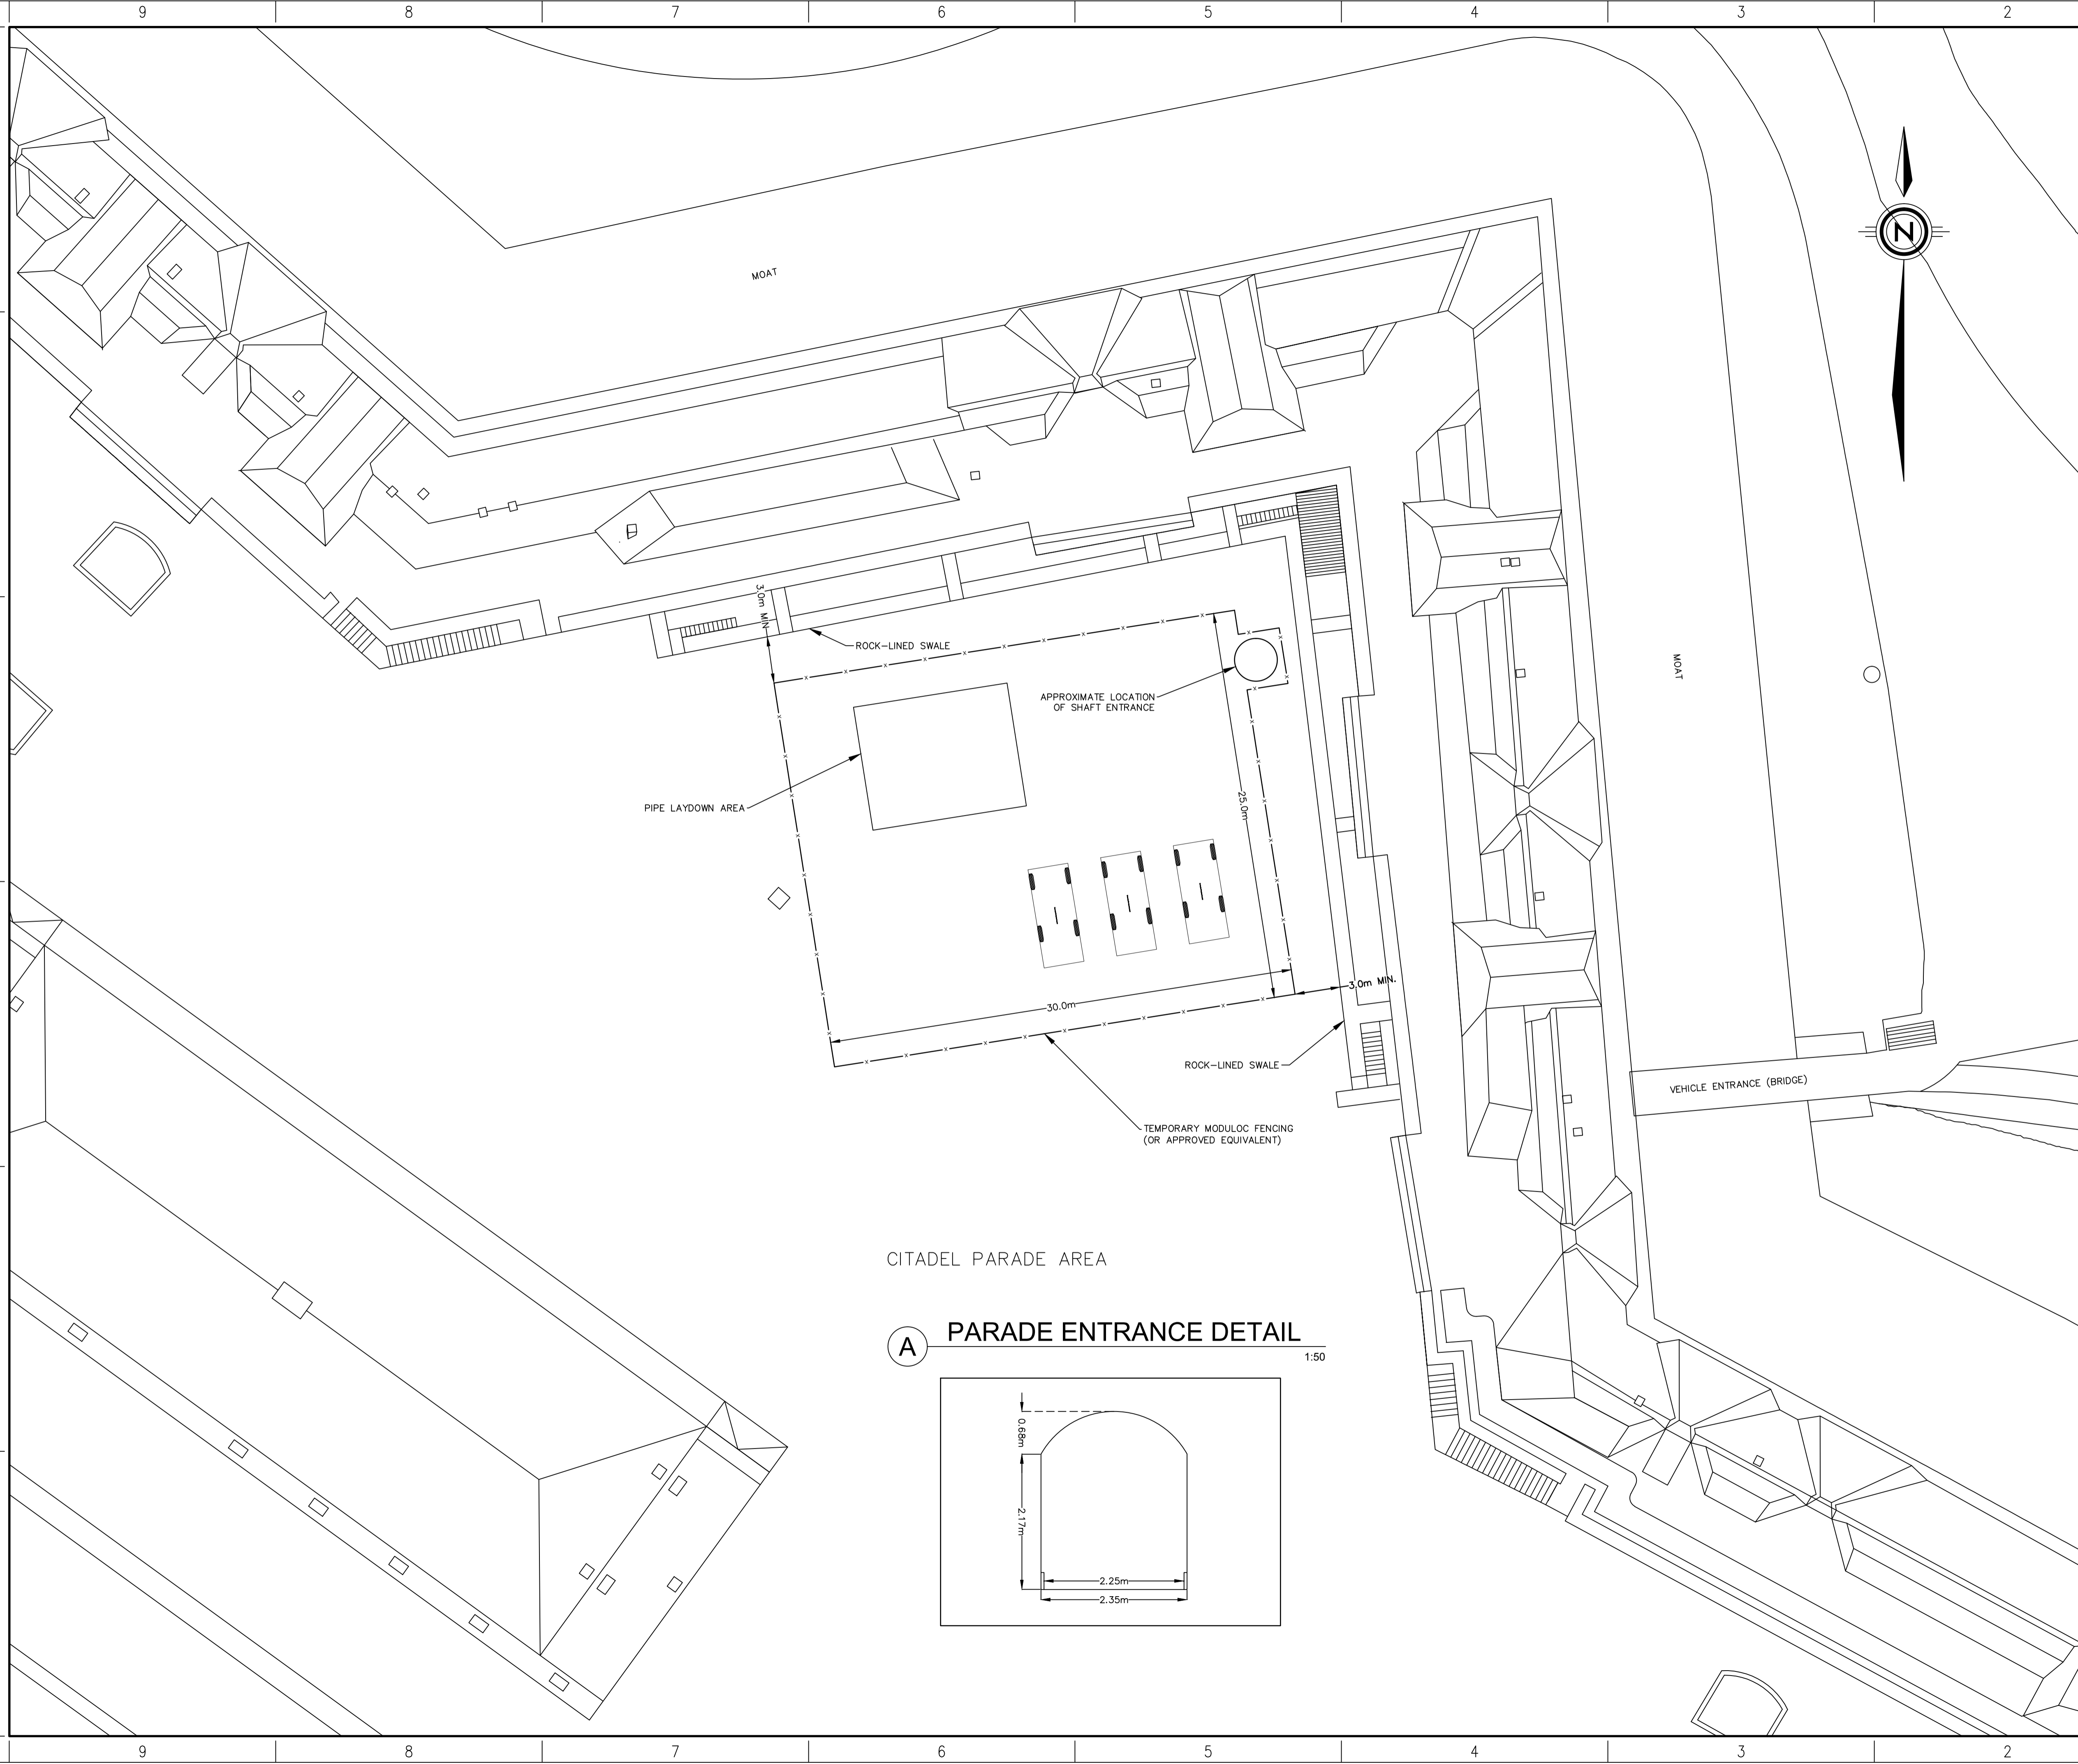 9 8 7 6 5 4 3 2
N
MOAT
3.0m MIN.
ROCK-LINED SWALE
APPROXIMATE LOCATION
OF SHAFT ENTRANCE
MOAT
PIPE LAYDOWN AREA
25.0m
30.0m
3.0m MIN.
ROCK-LINED SWALE
VEHICLE ENTRANCE (BRIDGE)
TEMPORARY MODULOC FENCING
(OR APPROVED EQUIVALENT)
CITADEL PARADE AREA
A PARADE ENTRANCE DETAIL
1:50
0.68m
2.17m
2.25m
2.35m
9 8 7 6 5 4 3 2